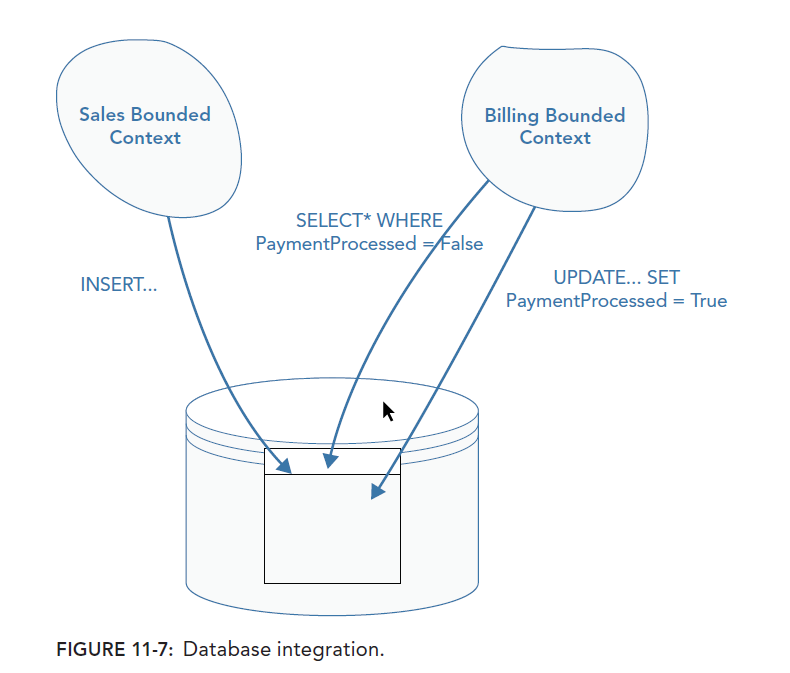 Sales Bounded
Context
Billing Bounded
Context
SELECT* WHERE
PaymentProcessed = False
INSERT...
UPDATE... SET
PaymentProcessed = True
FIGURE 11-7: Database integration.